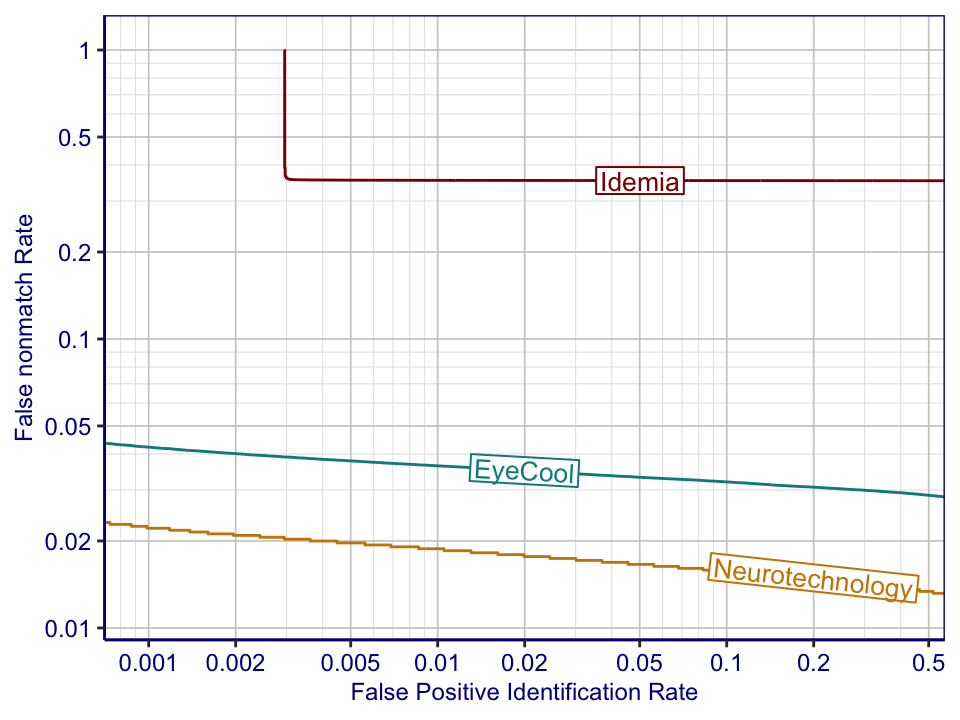 False nonmatch Rate
1
0.5
0.2
0.1
0.05
0.02
0.01
Idemia
EyeCool
Neurotechnology
0.001 0.002 0.005 0.01 0.02 0.05 0.1 0.2 0.5
False Positive Identification Rate